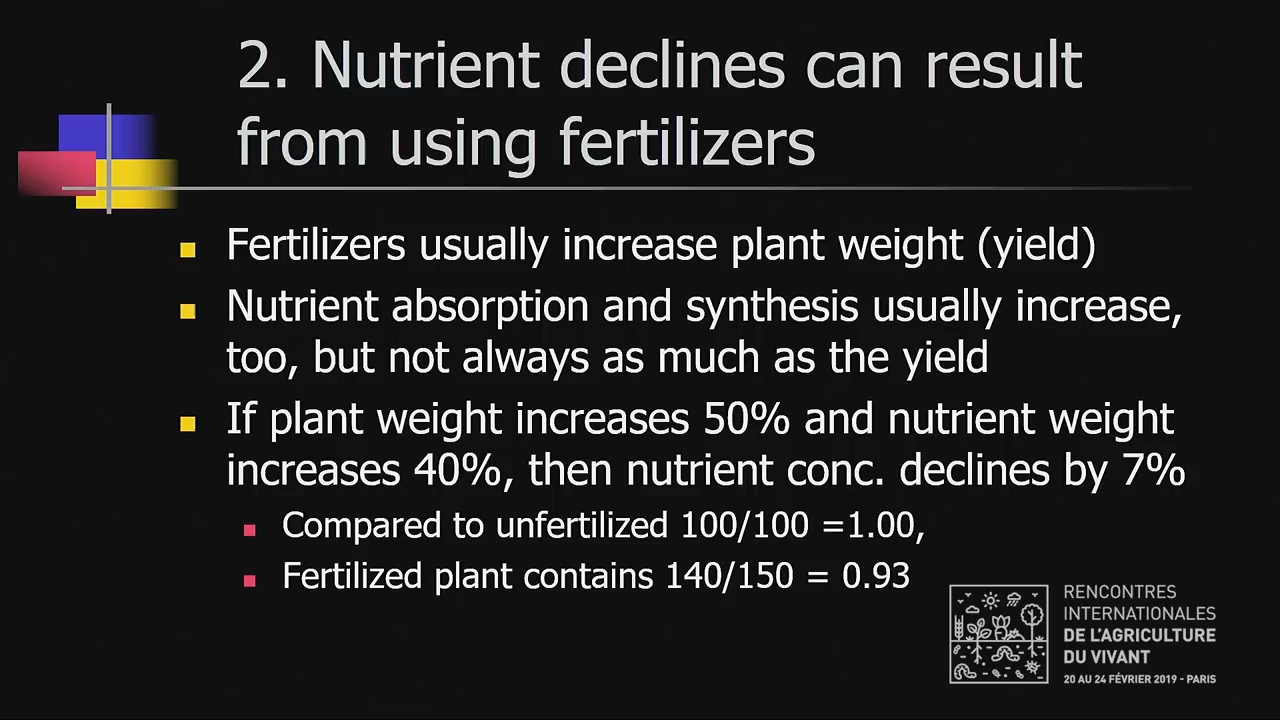 2. Nutrient declines can result
from using fertilizers
Fertilizers usually increase plant weight (yield)
Nutrient absorption and synthesis usually increase,
too, but not always as much as the yield
If plant weight increases 50% and nutrient weight
increases 40%, then nutrient conc. declines by 7%
Compared to unfertilized 100/100 =1.00,
Fertilized plant contains 140/150 = 0.93
RENCONTRES
INTERNATIONALES
DE L'AGRICULTURE
DU VIVANT
20 AU 24 FÉVRIER 2019 - PARIS